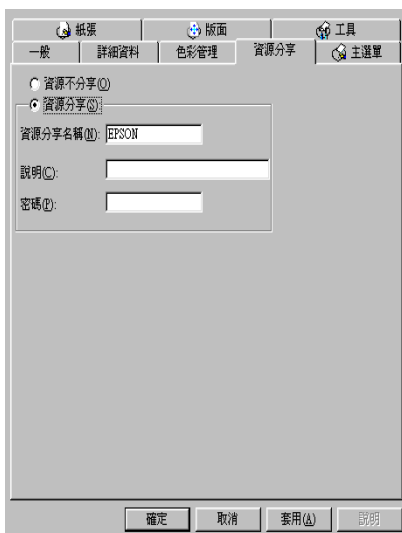 紙張 版面 工具
一般 詳細資料 色彩管理 資源分享 主選單
資源不分享(O)
資源分享(S)
資源分享名稱(N): EPSON
說明(C):
密碼(P):
確定 取消 套用(A) 說明